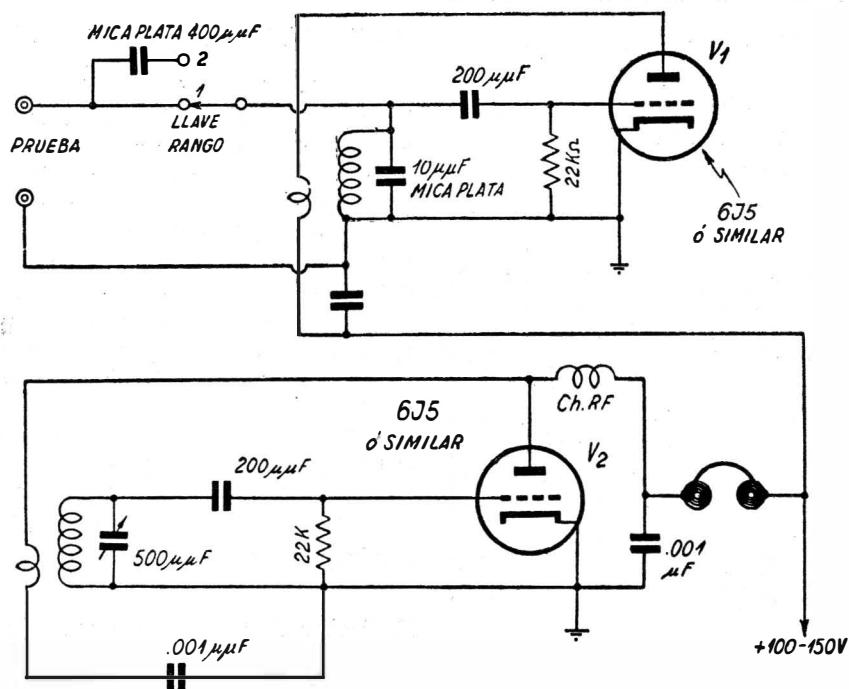 MICA PLATA 400µµF
2
1
LLAVE
RANGO
PRUEBA
200µµF
V1
10µµF
MICA PLATA
22KΩ
6J5
ó SIMILAR
6J5
ó SIMILAR
Ch.RF
V2
200µµF
500µµF
22K
.001
µF
.001µµF
+100-150V